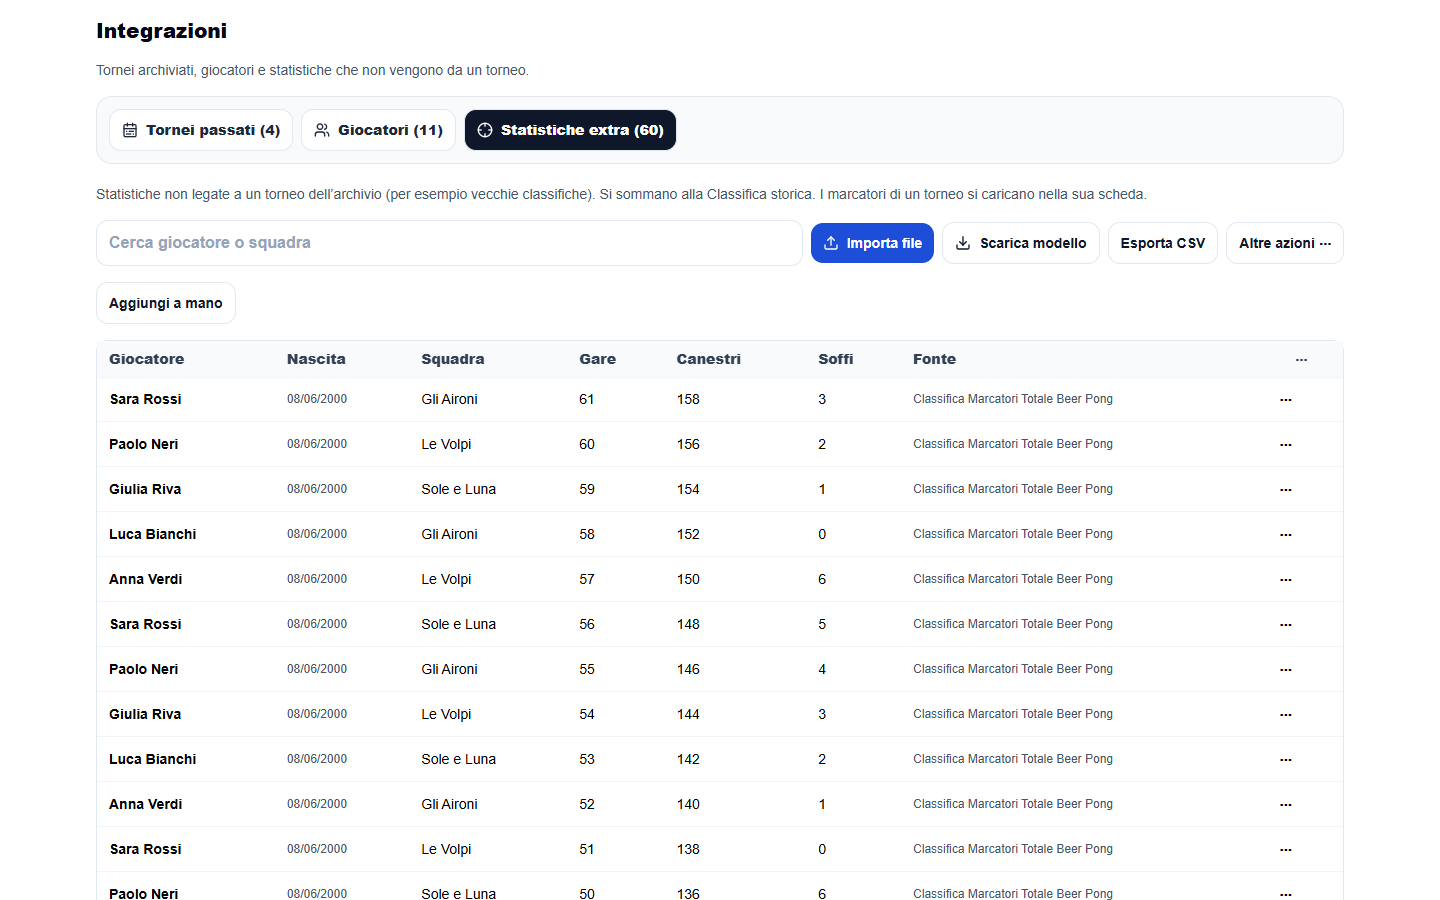 Integrazioni
Tornei archiviati, giocatori e statistiche che non vengono da un torneo.
Tornei passati (4) Giocatori (11) Statistiche extra (60)
Statistiche non legate a un torneo dell'archivio (per esempio vecchie classifiche). Si sommano alla Classifica storica. I marcatori di un torneo si caricano nella sua scheda.
Cerca giocatore o squadra Importa file Scarica modello Esporta CSV Altre azioni ···
Aggiungi a mano
Giocatore Nascita Squadra Gare Canestri Soffi Fonte ···
Sara Rossi 08/06/2000 Gli Aironi 61 158 3 Classifica Marcatori Totale Beer Pong ···
Paolo Neri 08/06/2000 Le Volpi 60 156 2 Classifica Marcatori Totale Beer Pong ···
Giulia Riva 08/06/2000 Sole e Luna 59 154 1 Classifica Marcatori Totale Beer Pong ···
Luca Bianchi 08/06/2000 Gli Aironi 58 152 0 Classifica Marcatori Totale Beer Pong ···
Anna Verdi 08/06/2000 Le Volpi 57 150 6 Classifica Marcatori Totale Beer Pong ···
Sara Rossi 08/06/2000 Sole e Luna 56 148 5 Classifica Marcatori Totale Beer Pong ···
Paolo Neri 08/06/2000 Gli Aironi 55 146 4 Classifica Marcatori Totale Beer Pong ···
Giulia Riva 08/06/2000 Le Volpi 54 144 3 Classifica Marcatori Totale Beer Pong ···
Luca Bianchi 08/06/2000 Sole e Luna 53 142 2 Classifica Marcatori Totale Beer Pong ···
Anna Verdi 08/06/2000 Gli Aironi 52 140 1 Classifica Marcatori Totale Beer Pong ···
Sara Rossi 08/06/2000 Le Volpi 51 138 0 Classifica Marcatori Totale Beer Pong ···
Paolo Neri 08/06/2000 Sole e Luna 50 136 6 Classifica Marcatori Totale Beer Pong ···